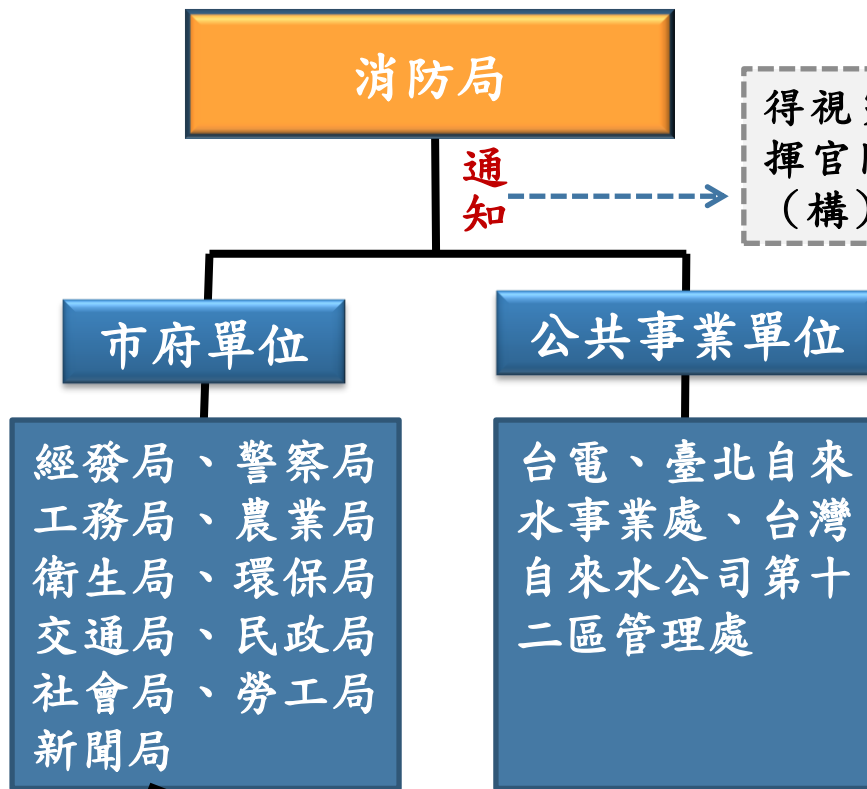 消防局
通
知
得視
揮官
（構）
市府單位
公共事業單位
經發局、警察局
工務局、農業局
衛生局、環保局
交通局、民政局
社會局、勞工局
新聞局
台電、臺北自來
水事業處、台灣
自來水公司第十
二區管理處